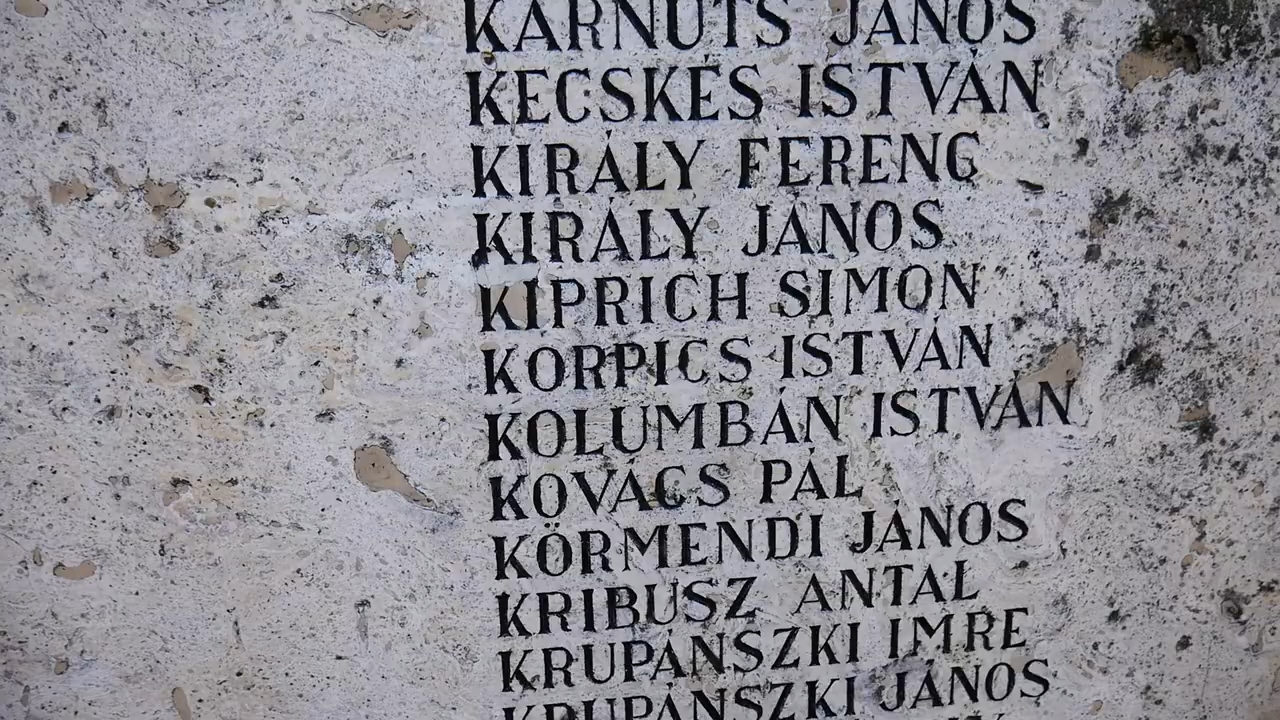 KARNUTS JÁNOS
KECSKÉS ISTVÁN
KIRÁLY FERENC
KIRÁLY JÁNOS
KIPRICH SIMON
KORPICS ISTVÁN
KOLUMBÁN ISTVÁN
KOVÁCS PÁL
KÖRMENDI JÁNOS
KRIBUSZ ANTAL
KRUPÁNSZKI IMRE
KRUPÁNSZKI JÁNOS